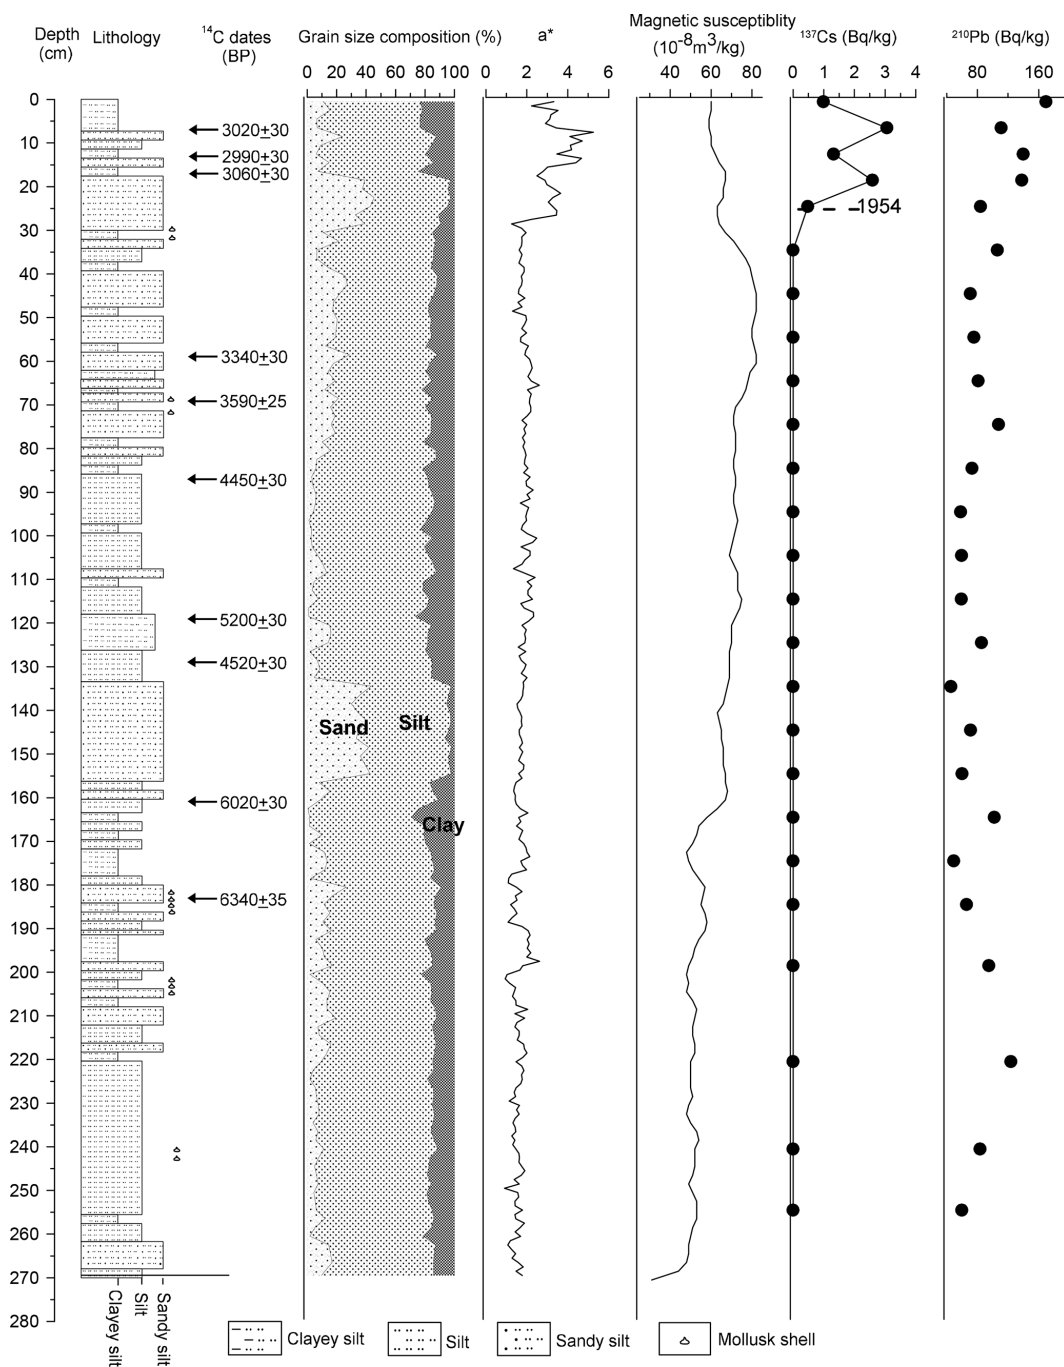 Depth
(cm)
Lithology
14C dates
(BP)
Grain size composition (%)
a*
Magnetic susceptiblity
(10-8m3/kg)
137Cs (Bq/kg)
210Pb (Bq/kg)
0 20 40 60 80 100
0 2 4 6
40 60 80
0 1 2 3 4
80 160
0
10
20
30
40
50
60
70
80
90
100
110
120
130
140
150
160
170
180
190
200
210
220
230
240
250
260
270
280
3020±30
2990±30
3060±30
3340±30
3590±25
4450±30
5200±30
4520±30
6020±30
6340±35
1954
Sand
Silt
Clay
Clayey silt
Silt
Sandy silt
Clayey silt
Silt
Sandy silt
Mollusk shell